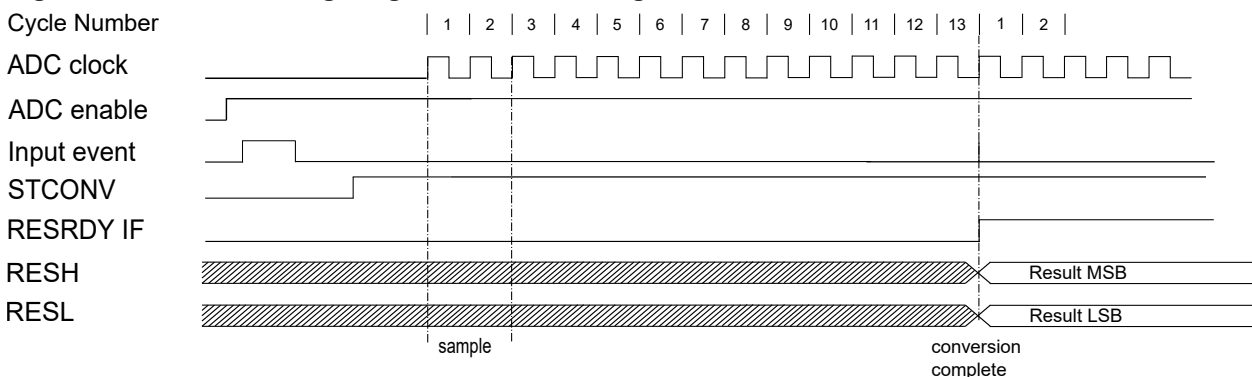 Cycle Number 1 2 3 4 5 6 7 8 9 10 11 12 13 1 2
ADC clock
ADC enable
Input event
STCONV
RESRDY IF
RESH Result MSB
RESL Result LSB
sample conversion
complete